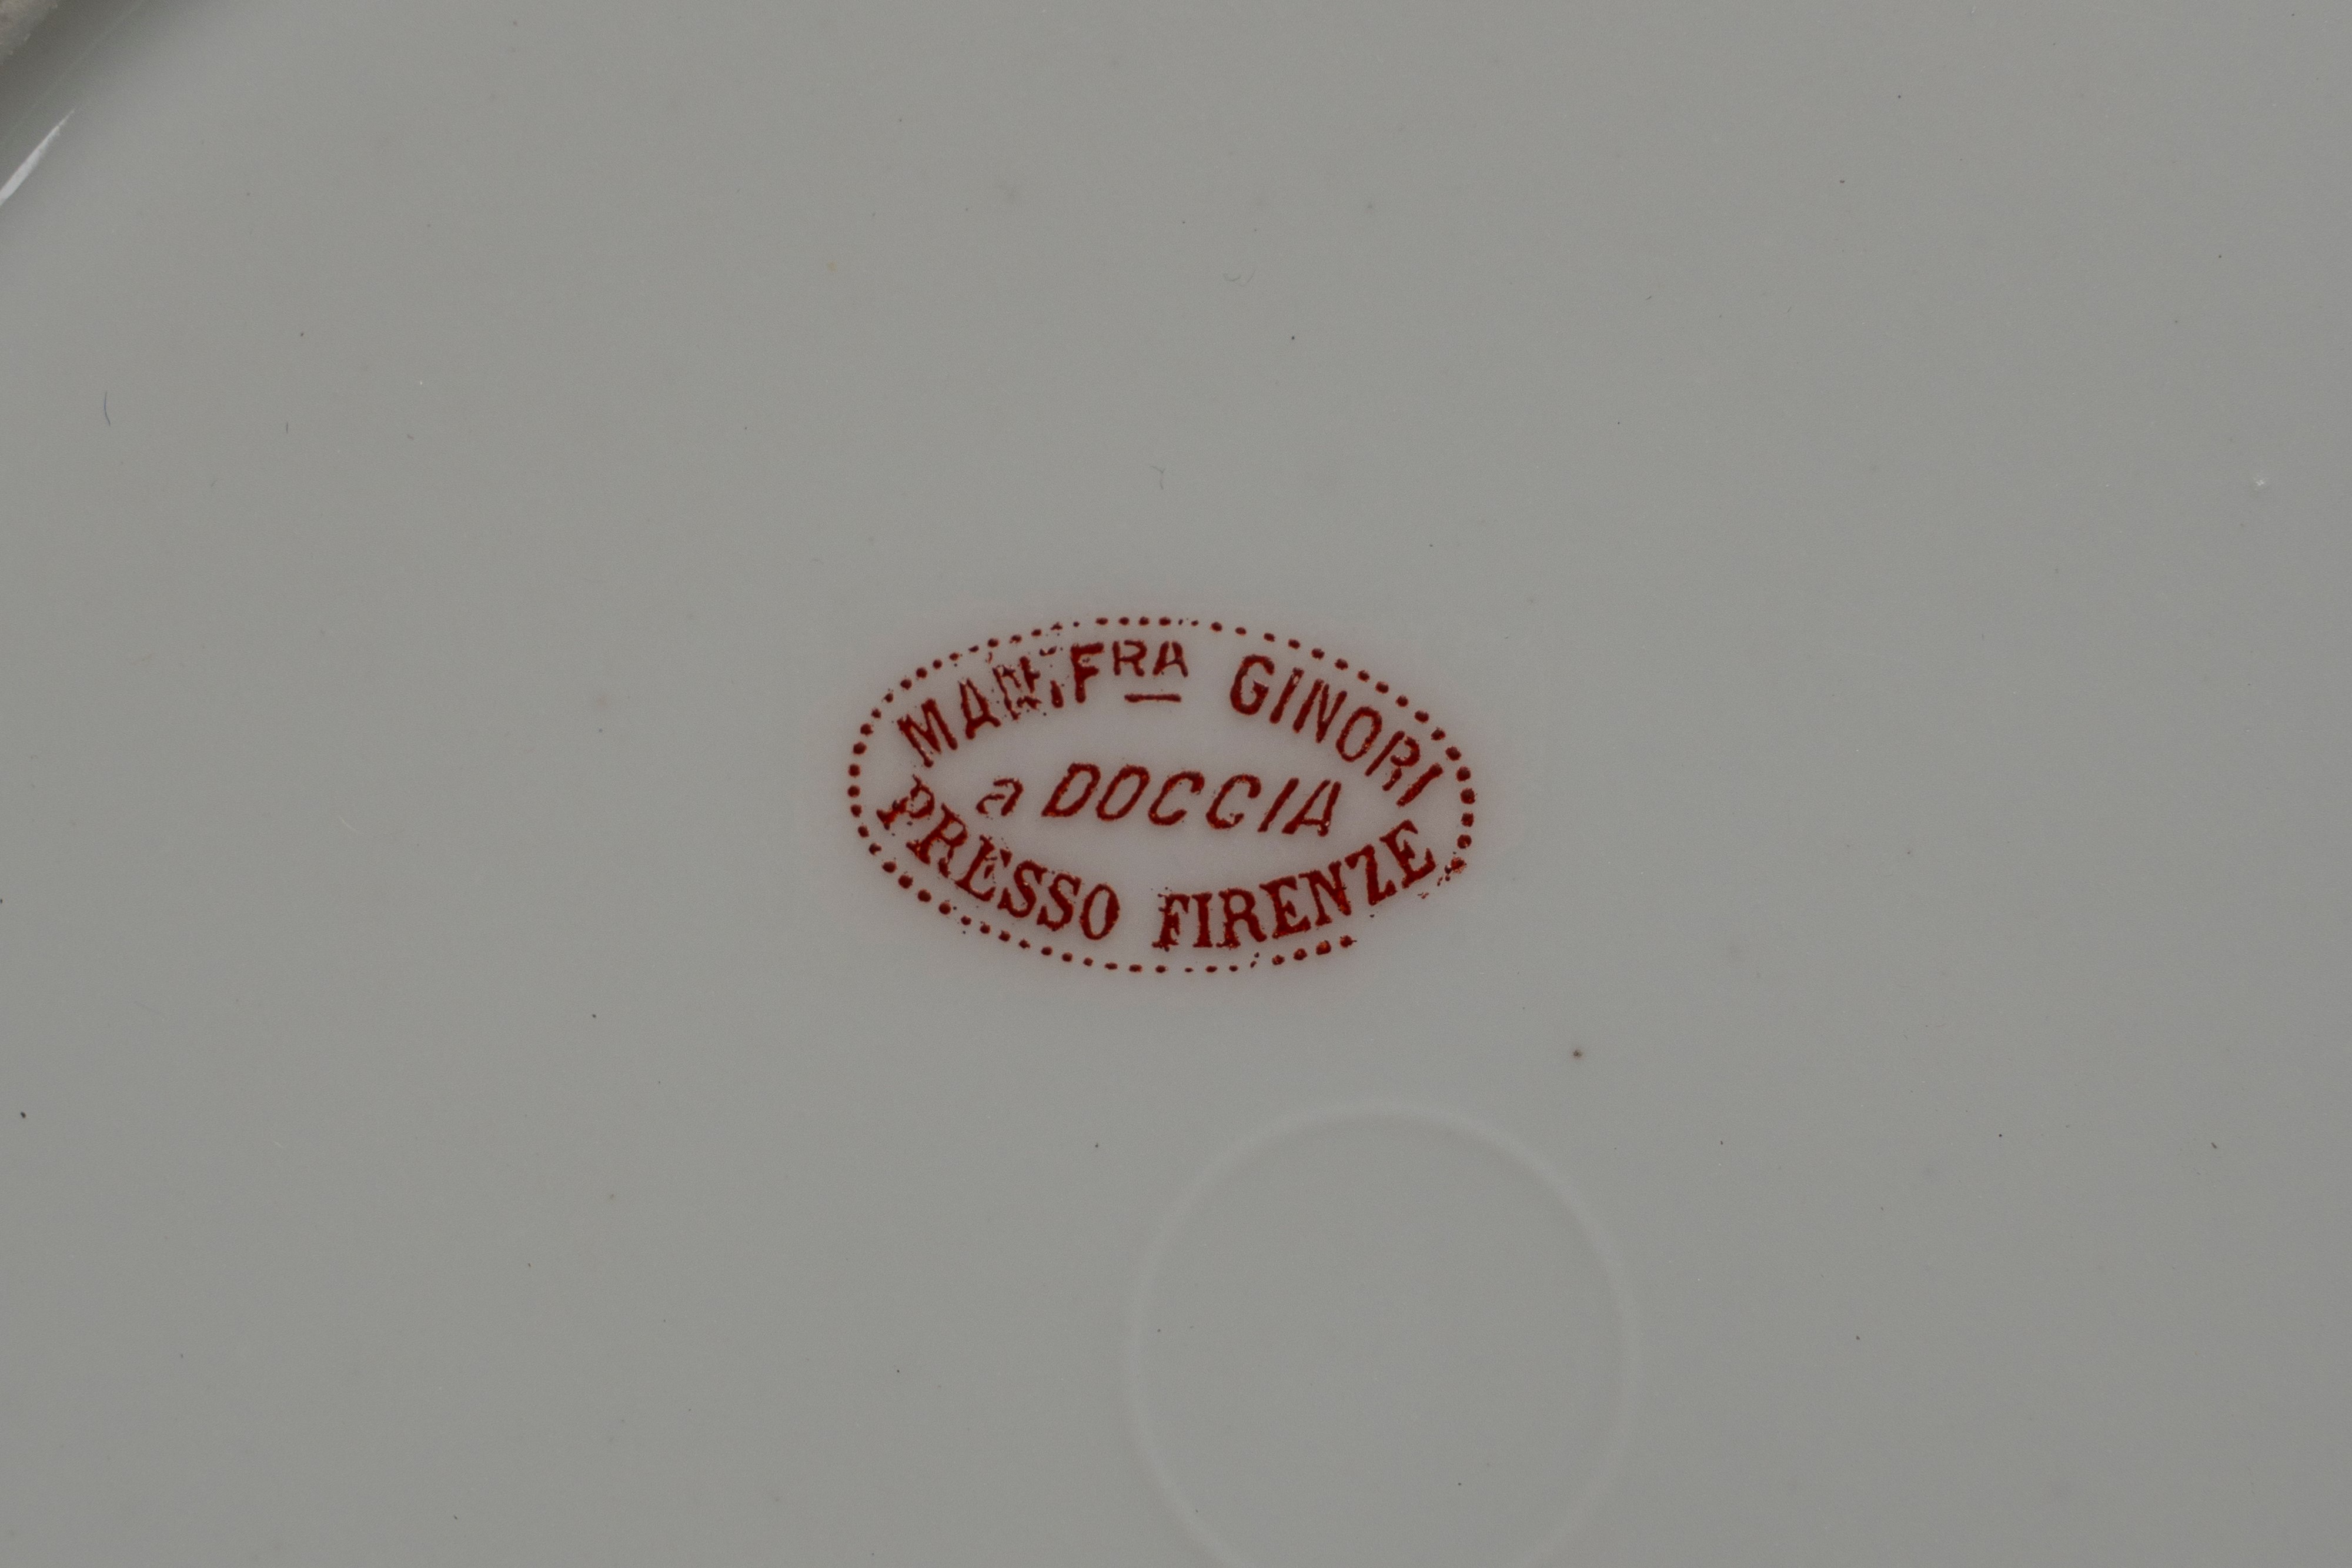 MANIFRA GINORI
a DOCCIA
PRESSO FIRENZE